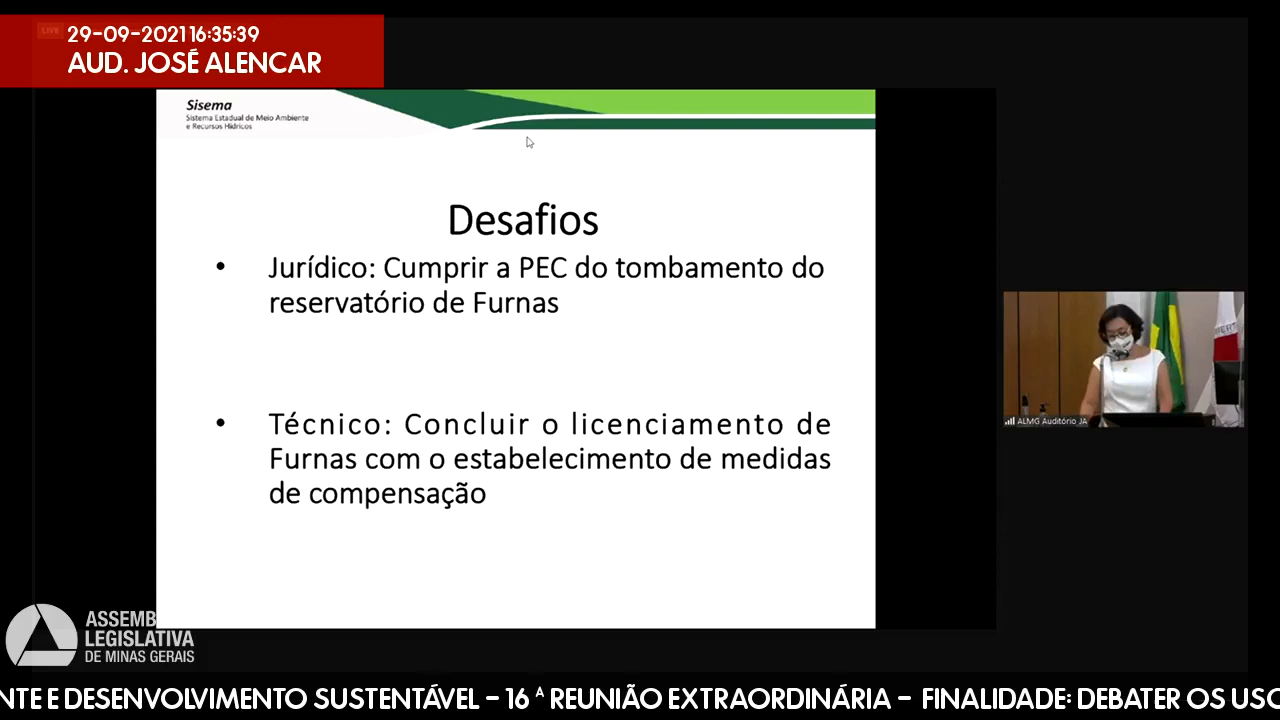 LIVE
29-09-2021 16:35:39
AUD. JOSÉ ALENCAR
Sisema
Sistema Estadual de Meio Ambiente
e Recursos Hídricos
Desafios
• Jurídico: Cumprir a PEC do tombamento do
reservatório de Furnas
• Técnico: Concluir o licenciamento de
Furnas com o estabelecimento de medidas
de compensação
ALMG Auditório JA
ASSEMB
LEGISLATIVA
DE MINAS GERAIS
NTE E DESENVOLVIMENTO SUSTENTÁVEL - 16 ª REUNIÃO EXTRAORDINÁRIA - FINALIDADE: DEBATER OS USO